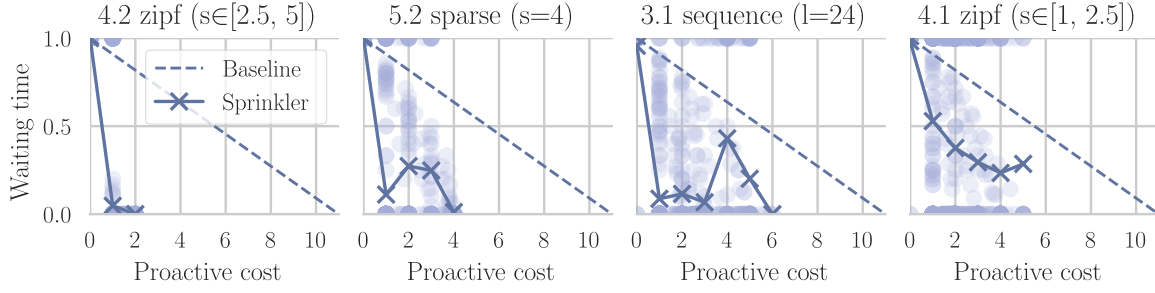 4.2 zipf (s∈[2.5, 5])
5.2 sparse (s=4)
3.1 sequence (l=24)
4.1 zipf (s∈[1, 2.5])
Waiting time
1.0
0.5
0.0
Baseline
Sprinkler
0 2 4 6 8 10
0 2 4 6 8 10
0 2 4 6 8 10
0 2 4 6 8 10
Proactive cost
Proactive cost
Proactive cost
Proactive cost